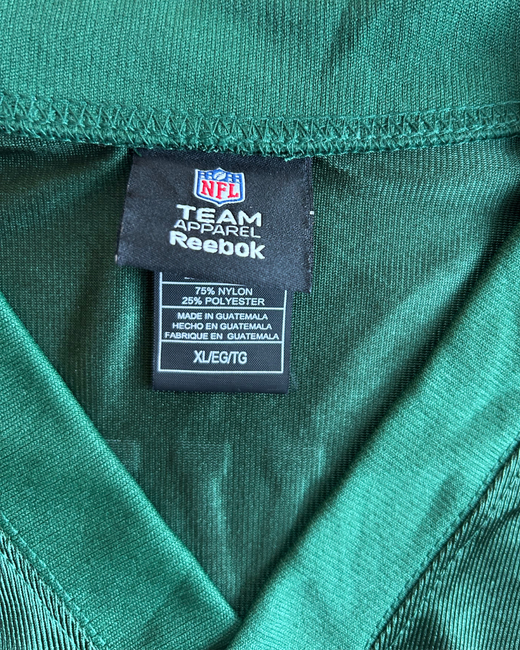 NFL
TEAM
APPAREL
Reebok
75% NYLON
25% POLYESTER
MADE IN GUATEMALA
HECHO EN GUATEMALA
FABRIQUE EN GUATEMALA
XL/EG/TG